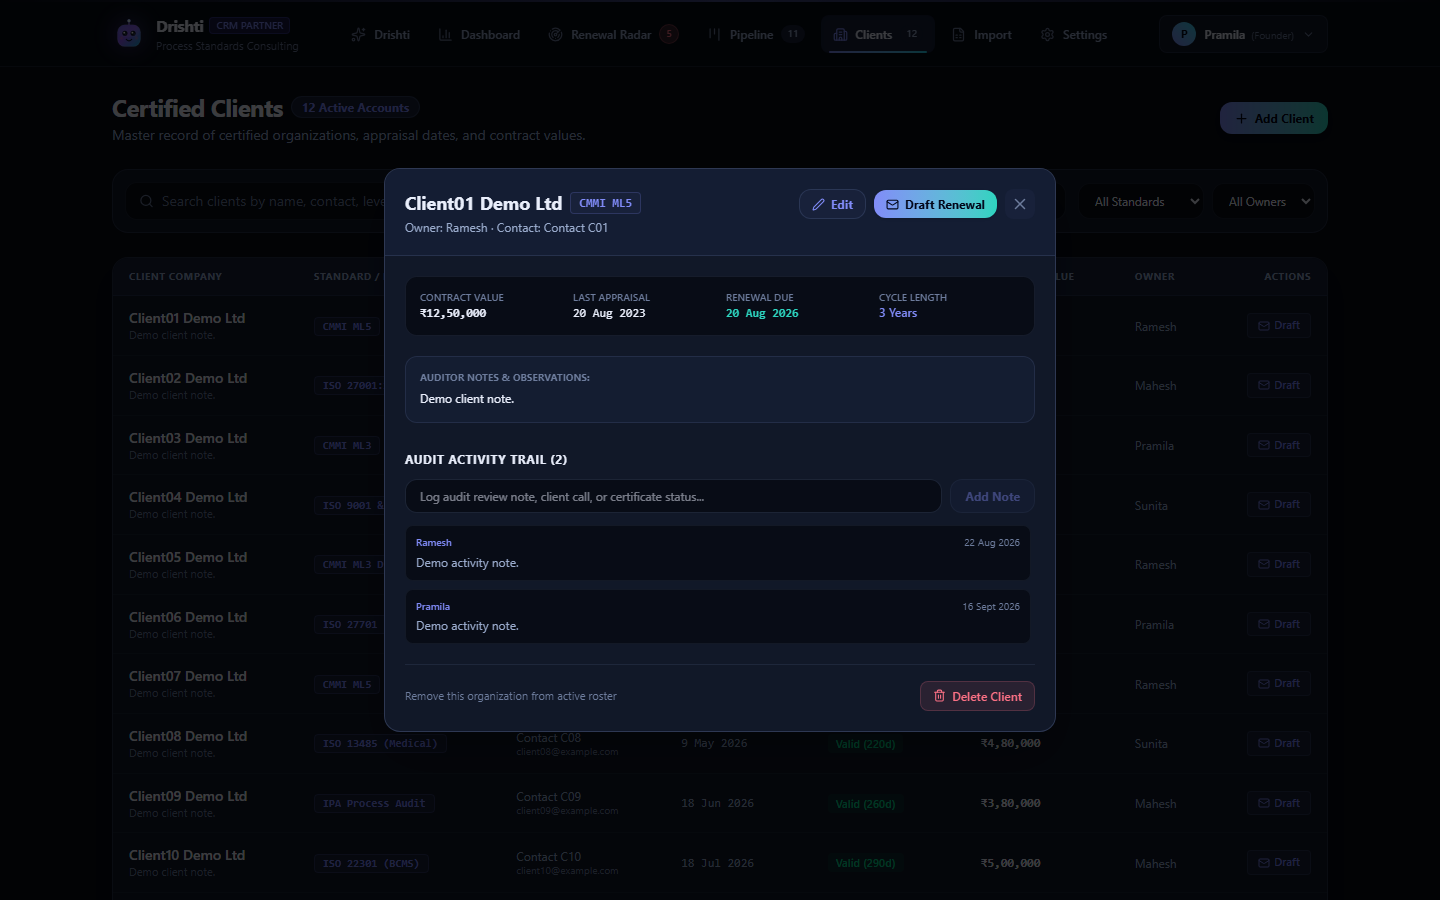 Drishti CRM PARTNER
Process Standards Consulting
Drishti
Dashboard
Renewal Radar 5
Pipeline 11
Clients 12
Import
Settings
P Pramila (Founder)
Certified Clients 12 Active Accounts
Master record of certified organizations, appraisal dates, and contract values.
+ Add Client
Search clients by name, contact, leve
All Standards
All Owners
CLIENT COMPANY STANDARD / LUE OWNER ACTIONS
Client01 Demo Ltd
Demo client note.
CMMI ML5 Ramesh Draft
Client02 Demo Ltd
Demo client note.
ISO 27001: Mahesh Draft
Client03 Demo Ltd
Demo client note.
CMMI ML3 Pramila Draft
Client04 Demo Ltd
Demo client note.
ISO 9001 & Sunita Draft
Client05 Demo Ltd
Demo client note.
CMMI ML3 D Ramesh Draft
Client06 Demo Ltd
Demo client note.
ISO 27701 Pramila Draft
Client07 Demo Ltd
Demo client note.
CMMI ML5 Ramesh Draft
Client08 Demo Ltd
Demo client note.
ISO 13485 (Medical)
Contact C08
client08@example.com
9 May 2026 Valid (220d) ₹4,80,000 Sunita Draft
Client09 Demo Ltd
Demo client note.
IPA Process Audit
Contact C09
client09@example.com
18 Jun 2026 Valid (260d) ₹3,80,000 Mahesh Draft
Client10 Demo Ltd
Demo client note.
ISO 22301 (BCMS)
Contact C10
client10@example.com
18 Jul 2026 Valid (290d) ₹5,00,000 Mahesh Draft
Client01 Demo Ltd CMMI ML5
Owner: Ramesh · Contact: Contact C01
Edit
Draft Renewal
CONTRACT VALUE LAST APPRAISAL RENEWAL DUE CYCLE LENGTH
₹12,50,000 20 Aug 2023 20 Aug 2026 3 Years
AUDITOR NOTES & OBSERVATIONS:
Demo client note.
AUDIT ACTIVITY TRAIL (2)
Log audit review note, client call, or certificate status...
Add Note
Ramesh 22 Aug 2026
Demo activity note.
Pramila 16 Sept 2026
Demo activity note.
Remove this organization from active roster
Delete Client